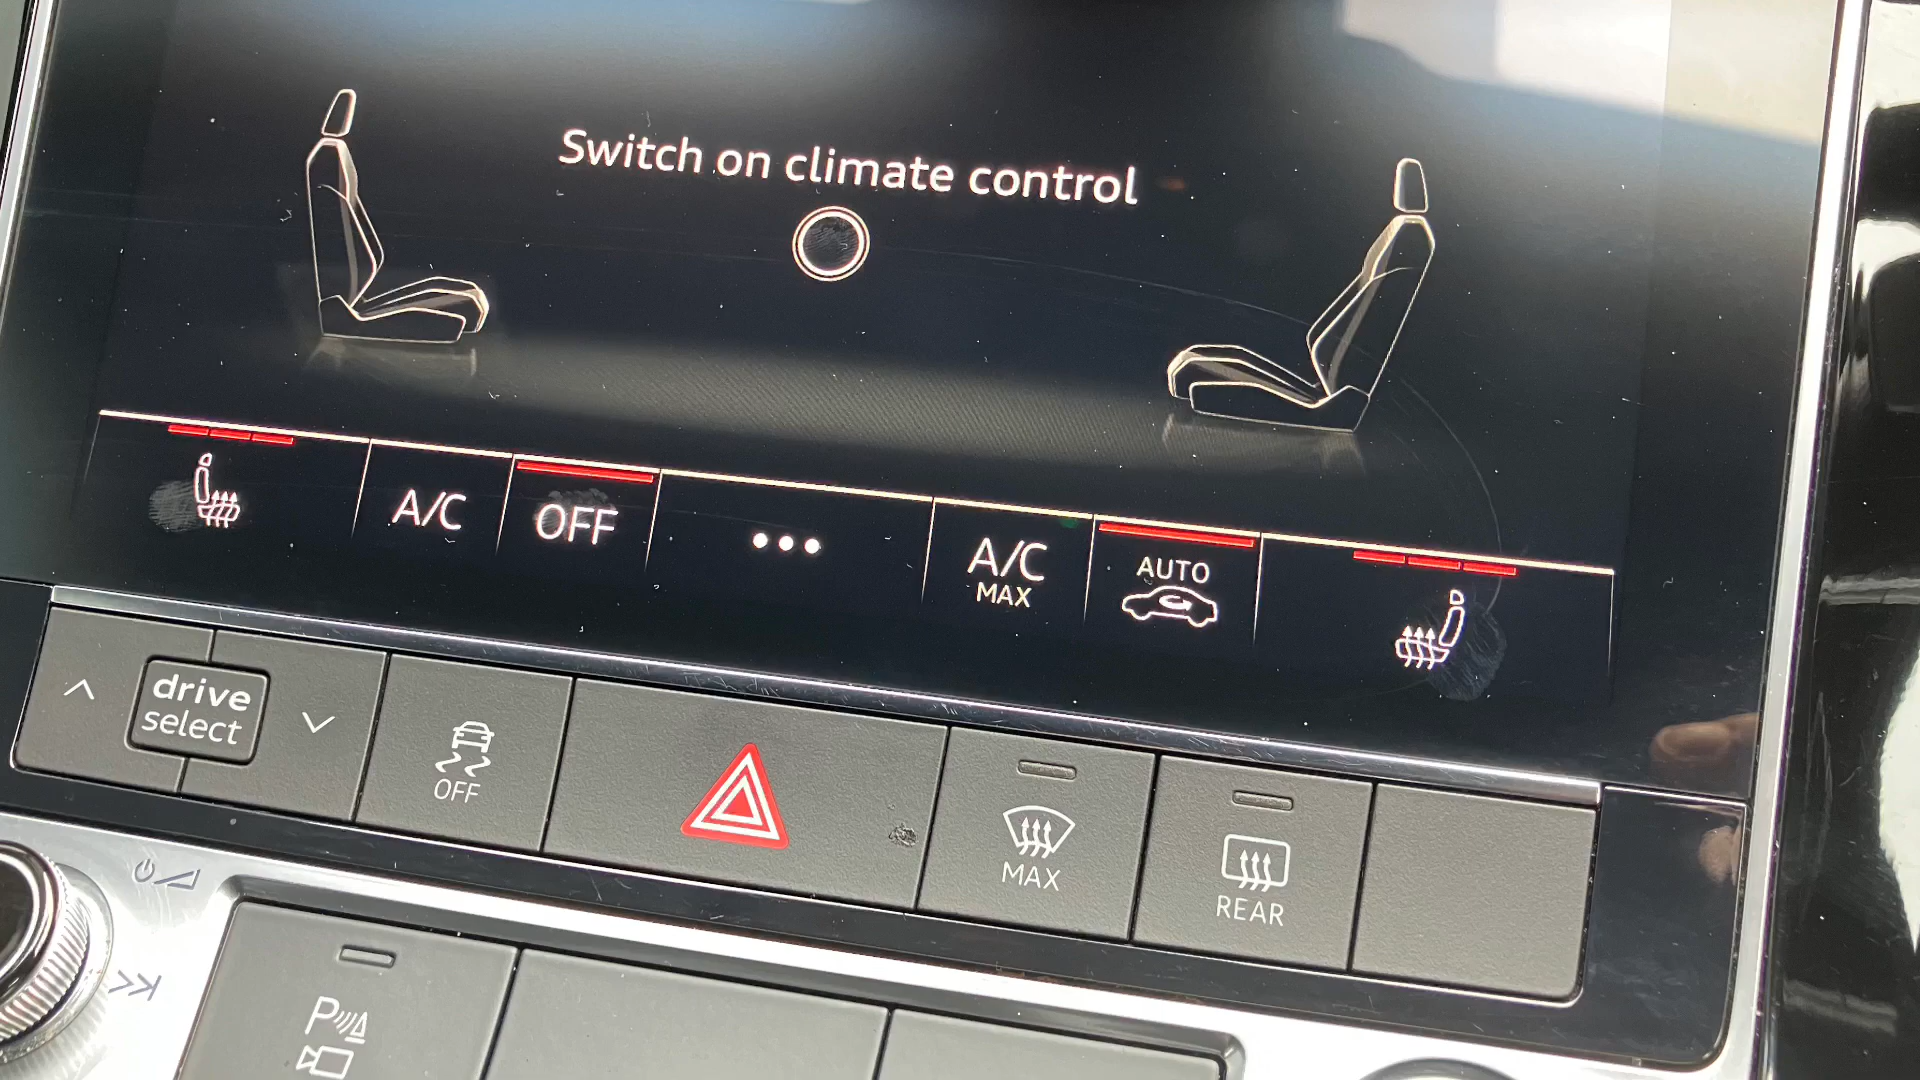 Switch on climate control
A/C
OFF
A/C
MAX
AUTO
drive
select
OFF
MAX
REAR
P